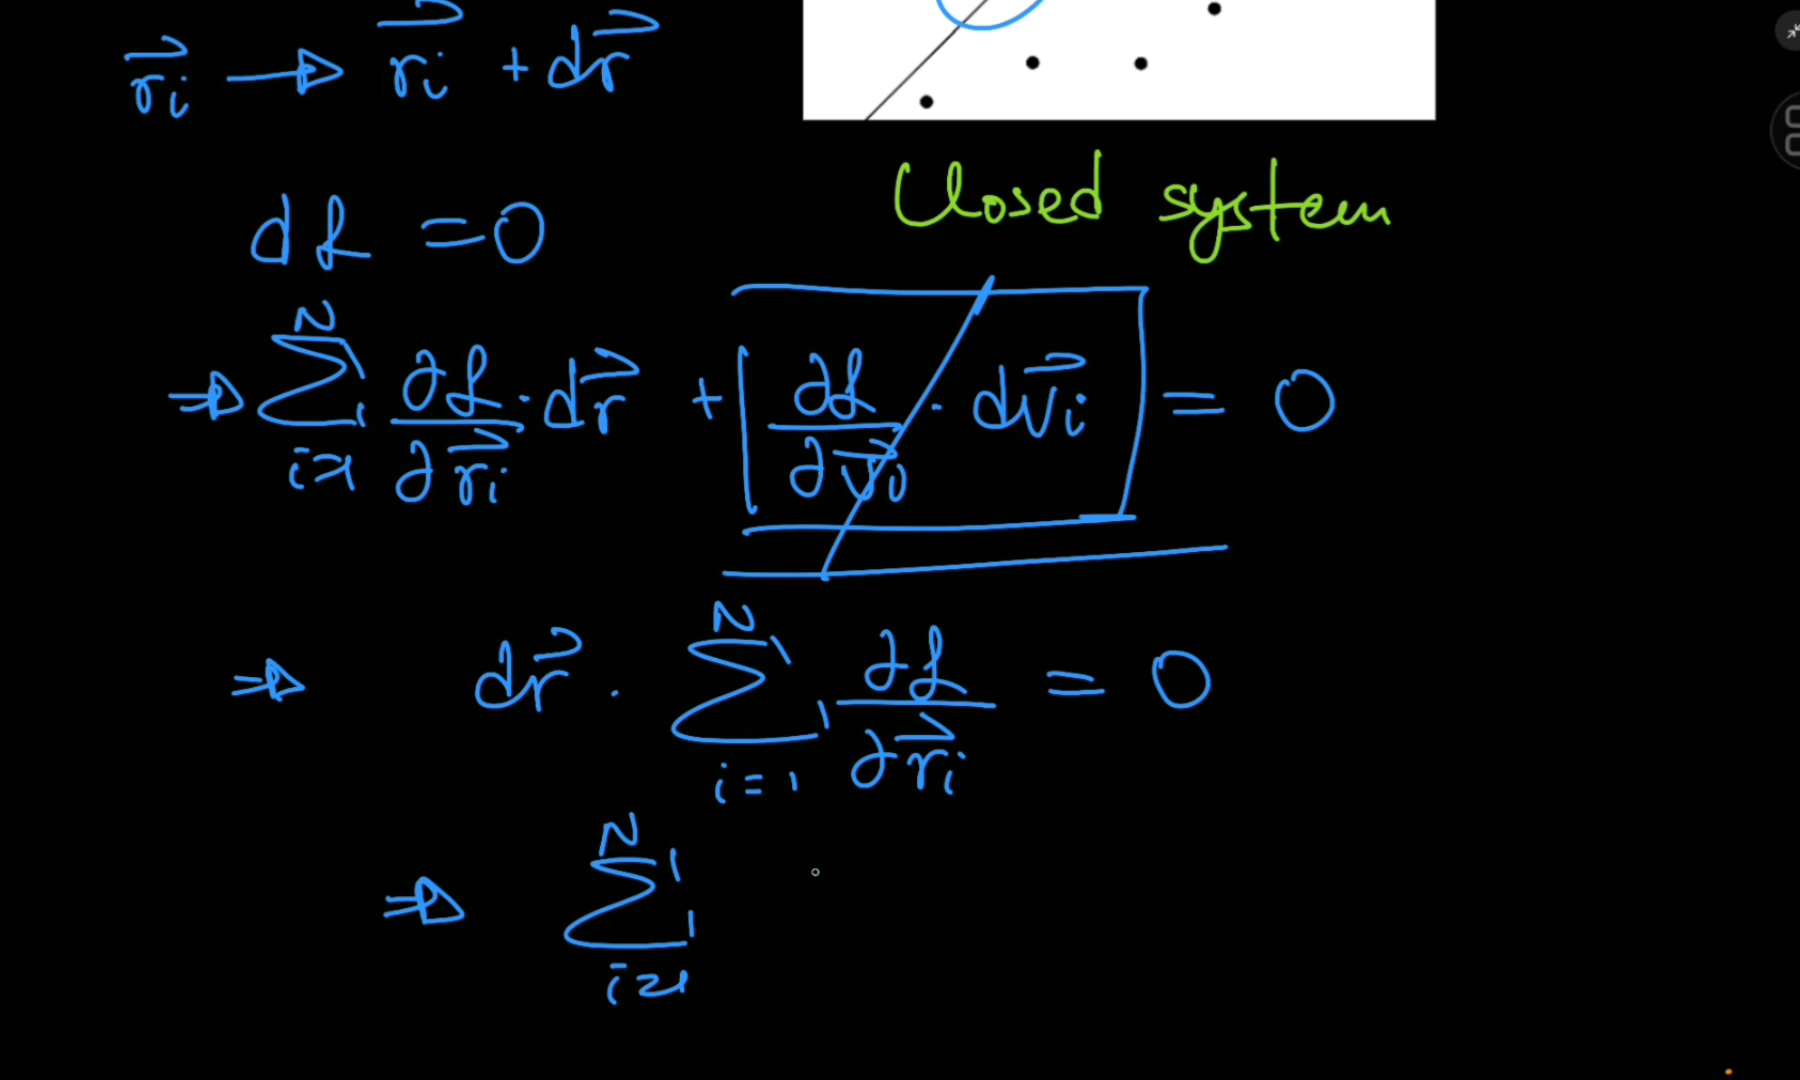 r⃗ᵢ → r⃗ᵢ + dr⃗
Closed system
dℒ = 0
⇒ Σᵢ₌₁ᴺ ∂ℒ/∂r⃗ᵢ · dr⃗ + [∂ℒ/∂v⃗ᵢ · dv⃗ᵢ] = 0
⇒ dr⃗ · Σᵢ₌₁ᴺ ∂ℒ/∂r⃗ᵢ = 0
⇒ Σᵢ₌₁ᴺ